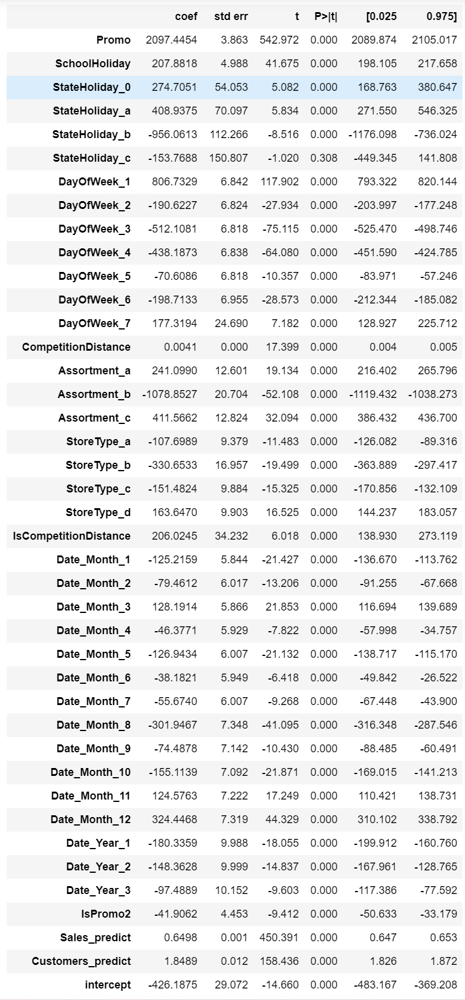 coef std err t P>|t| [0.025 0.975]
Promo 2097.4454 3.863 542.972 0.000 2089.874 2105.017
SchoolHoliday 207.8818 4.988 41.675 0.000 198.105 217.658
StateHoliday_0 274.7051 54.053 5.082 0.000 168.763 380.647
StateHoliday_a 408.9375 70.097 5.834 0.000 271.550 546.325
StateHoliday_b -956.0613 112.266 -8.516 0.000 -1176.098 -736.024
StateHoliday_c -153.7688 150.807 -1.020 0.308 -449.345 141.808
DayOfWeek_1 806.7329 6.842 117.902 0.000 793.322 820.144
DayOfWeek_2 -190.6227 6.824 -27.934 0.000 -203.997 -177.248
DayOfWeek_3 -512.1081 6.818 -75.115 0.000 -525.470 -498.746
DayOfWeek_4 -438.1873 6.838 -64.080 0.000 -451.590 -424.785
DayOfWeek_5 -70.6086 6.818 -10.357 0.000 -83.971 -57.246
DayOfWeek_6 -198.7133 6.955 -28.573 0.000 -212.344 -185.082
DayOfWeek_7 177.3194 24.690 7.182 0.000 128.927 225.712
CompetitionDistance 0.0041 0.000 17.399 0.000 0.004 0.005
Assortment_a 241.0990 12.601 19.134 0.000 216.402 265.796
Assortment_b -1078.8527 20.704 -52.108 0.000 -1119.432 -1038.273
Assortment_c 411.5662 12.824 32.094 0.000 386.432 436.700
StoreType_a -107.6989 9.379 -11.483 0.000 -126.082 -89.316
StoreType_b -330.6533 16.957 -19.499 0.000 -363.889 -297.417
StoreType_c -151.4824 9.884 -15.325 0.000 -170.856 -132.109
StoreType_d 163.6470 9.903 16.525 0.000 144.237 183.057
IsCompetitionDistance 206.0245 34.232 6.018 0.000 138.930 273.119
Date_Month_1 -125.2159 5.844 -21.427 0.000 -136.670 -113.762
Date_Month_2 -79.4612 6.017 -13.206 0.000 -91.255 -67.668
Date_Month_3 128.1914 5.866 21.853 0.000 116.694 139.689
Date_Month_4 -46.3771 5.929 -7.822 0.000 -57.998 -34.757
Date_Month_5 -126.9434 6.007 -21.132 0.000 -138.717 -115.170
Date_Month_6 -38.1821 5.949 -6.418 0.000 -49.842 -26.522
Date_Month_7 -55.6740 6.007 -9.268 0.000 -67.448 -43.900
Date_Month_8 -301.9467 7.348 -41.095 0.000 -316.348 -287.546
Date_Month_9 -74.4878 7.142 -10.430 0.000 -88.485 -60.491
Date_Month_10 -155.1139 7.092 -21.871 0.000 -169.015 -141.213
Date_Month_11 124.5763 7.222 17.249 0.000 110.421 138.731
Date_Month_12 324.4468 7.319 44.329 0.000 310.102 338.792
Date_Year_1 -180.3359 9.988 -18.055 0.000 -199.912 -160.760
Date_Year_2 -148.3628 9.999 -14.837 0.000 -167.961 -128.765
Date_Year_3 -97.4889 10.152 -9.603 0.000 -117.386 -77.592
IsPromo2 -41.9062 4.453 -9.412 0.000 -50.633 -33.179
Sales_predict 0.6498 0.001 450.391 0.000 0.647 0.653
Customers_predict 1.8489 0.012 158.436 0.000 1.826 1.872
intercept -426.1875 29.072 -14.660 0.000 -483.167 -369.208